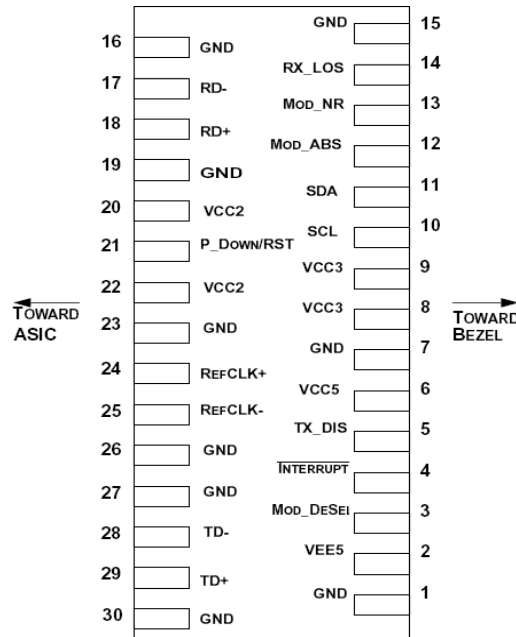 GND 15
16 GND
RX_LOS 14
17 RD-
MOD_NR 13
18 RD+
MOD_ABS 12
19 GND
SDA 11
20 VCC2
SCL 10
21 P_DOWN/RST
VCC3 9
22 VCC2
VCC3 8
TOWARD ASIC
TOWARD BEZEL
23 GND
GND 7
24 REFCLK+
VCC5 6
25 REFCLK-
TX_DIS 5
26 GND
INTERRUPT 4
27 GND
MOD_DESEL 3
28 TD-
VEE5 2
29 TD+
GND 1
30 GND